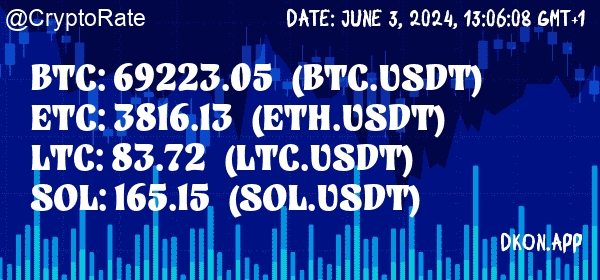 @CryptoRate
DATE: JUNE 3, 2024, 13:06:08 GMT+1
BTC: 69223.05 (BTC.USDT)
ETC: 3816.13 (ETH.USDT)
LTC: 83.72 (LTC.USDT)
SOL: 165.15 (SOL.USDT)
DKON.APP